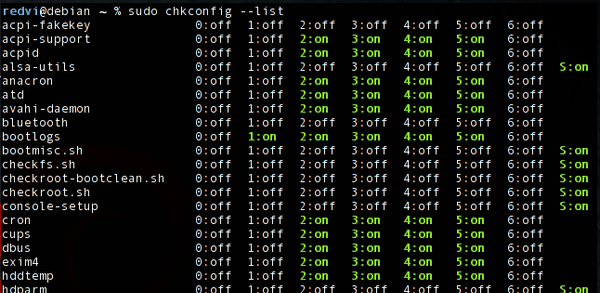 redvi@debian ~ % sudo chkconfig --list
acpi-fakekey 0:off 1:off 2:off 3:off 4:off 5:off 6:off
acpi-support 0:off 1:off 2:on 3:on 4:on 5:on 6:off
acpid 0:off 1:off 2:on 3:on 4:on 5:on 6:off
alsa-utils 0:off 1:off 2:off 3:off 4:off 5:off 6:off S:on
anacron 0:off 1:off 2:on 3:on 4:on 5:on 6:off
atd 0:off 1:off 2:on 3:on 4:on 5:on 6:off
avahi-daemon 0:off 1:off 2:on 3:on 4:on 5:on 6:off
bluetooth 0:off 1:off 2:off 3:off 4:off 5:off 6:off
bootlogs 0:off 1:on 2:on 3:on 4:on 5:on 6:off
bootmisc.sh 0:off 1:off 2:off 3:off 4:off 5:off 6:off S:on
checkfs.sh 0:off 1:off 2:off 3:off 4:off 5:off 6:off S:on
checkroot-bootclean.sh 0:off 1:off 2:off 3:off 4:off 5:off 6:off S:on
checkroot.sh 0:off 1:off 2:off 3:off 4:off 5:off 6:off S:on
console-setup 0:off 1:off 2:off 3:off 4:off 5:off 6:off S:on
cron 0:off 1:off 2:on 3:on 4:on 5:on 6:off
cups 0:off 1:off 2:on 3:on 4:on 5:on 6:off
dbus 0:off 1:off 2:on 3:on 4:on 5:on 6:off
exim4 0:off 1:off 2:on 3:on 4:on 5:on 6:off
hddtemp 0:off 1:off 2:on 3:on 4:on 5:on 6:off
hdparm 0:off 1:off 2:off 3:off 4:off 5:off 6:off S:on